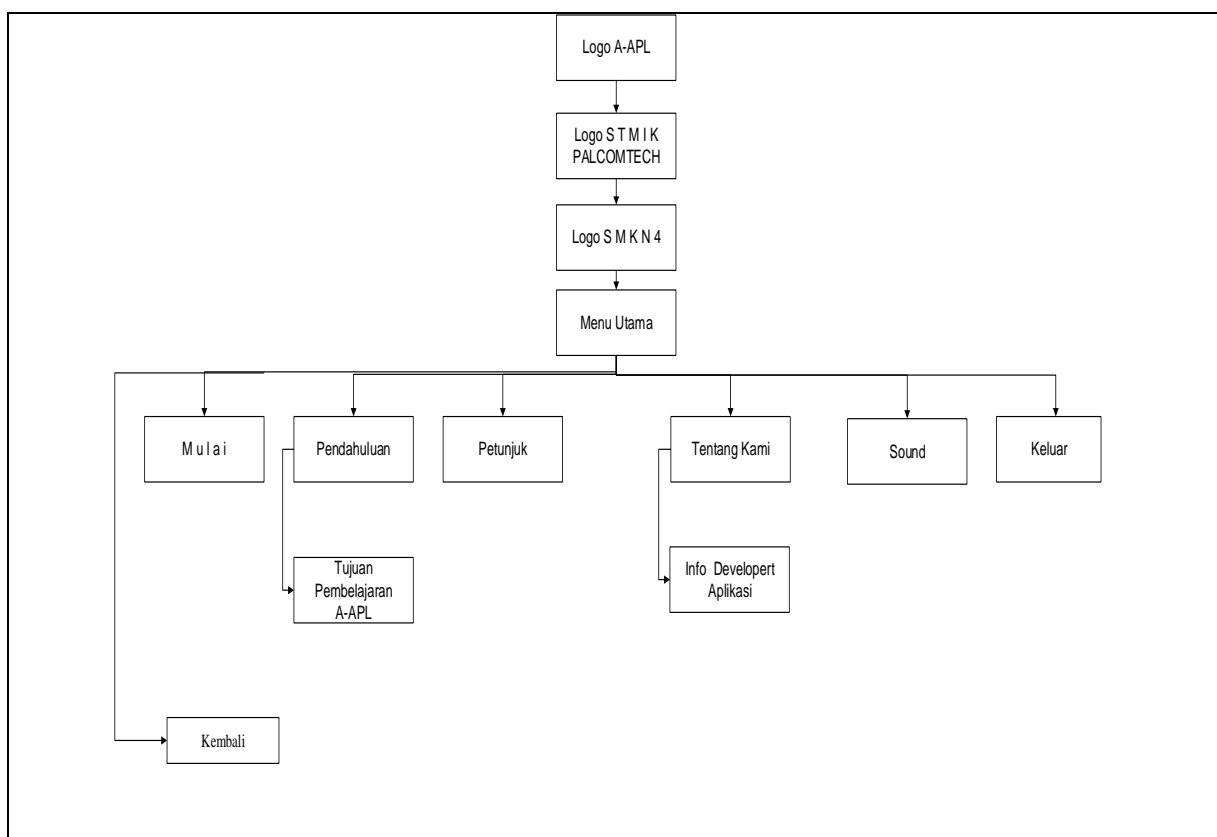 Logo A-APL
Logo S T M I K
PALCOMTECH
Logo S M K N 4
Menu Utama
M u l a i
Pendahuluan
Petunjuk
Tentang Kami
Sound
Keluar
Tujuan
Pembelajaran
A-APL
Info Developert
Aplikasi
Kembali